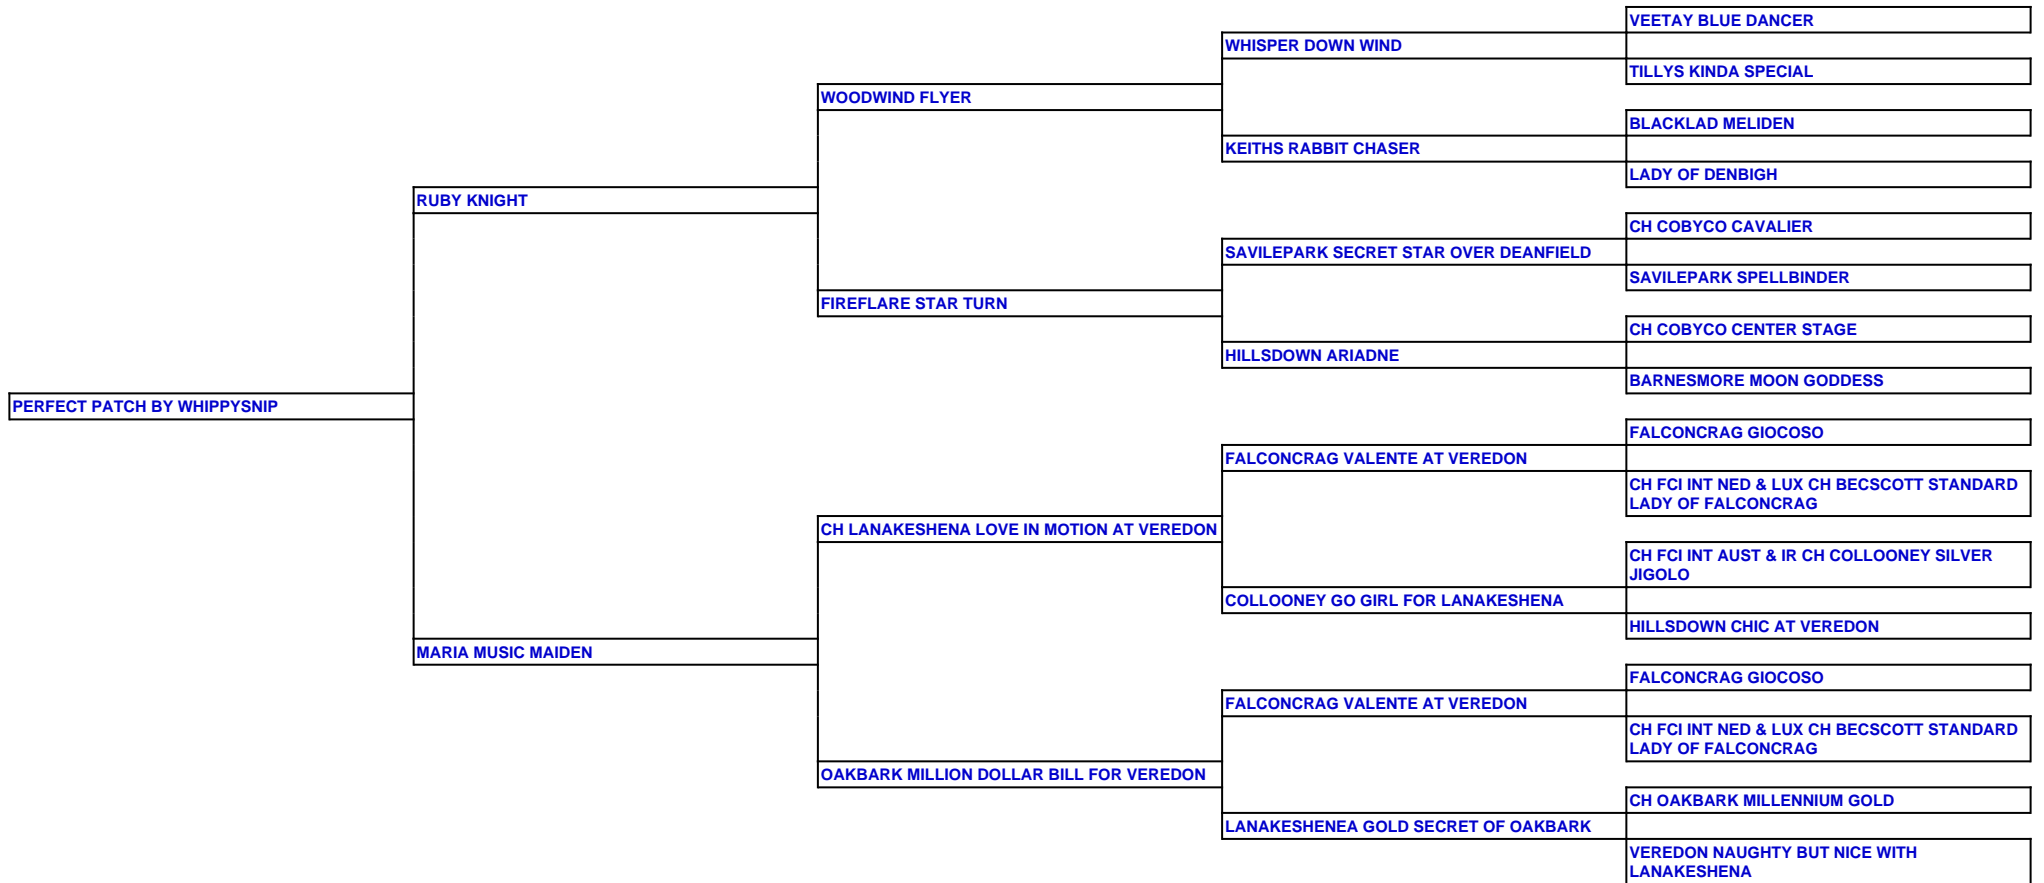 VEETAY BLUE DANCER
WHISPER DOWN WIND
TILLYS KINDA SPECIAL
WOODWIND FLYER
BLACKLAD MELIDEN
KEITHS RABBIT CHASER
LADY OF DENBIGH
RUBY KNIGHT
CH COBYCO CAVALIER
SAVILEPARK SECRET STAR OVER DEANFIELD
SAVILEPARK SPELLBINDER
FIREFLARE STAR TURN
CH COBYCO CENTER STAGE
HILLSDOWN ARIADNE
BARNESMORE MOON GODDESS
PERFECT PATCH BY WHIPPYSNIP
FALCONCRAG GIOCOSO
FALCONCRAG VALENTE AT VEREDON
CH FCI INT NED & LUX CH BECSCOTT STANDARD
LADY OF FALCONCRAG
CH LANAKESHENA LOVE IN MOTION AT VEREDON
CH FCI INT AUST & IR CH COLLOONEY SILVER
JIGOLO
COLLOONEY GO GIRL FOR LANAKESHENA
HILLSDOWN CHIC AT VEREDON
MARIA MUSIC MAIDEN
FALCONCRAG GIOCOSO
FALCONCRAG VALENTE AT VEREDON
CH FCI INT NED & LUX CH BECSCOTT STANDARD
LADY OF FALCONCRAG
OAKBARK MILLION DOLLAR BILL FOR VEREDON
CH OAKBARK MILLENNIUM GOLD
LANAKESHENEA GOLD SECRET OF OAKBARK
VEREDON NAUGHTY BUT NICE WITH
LANAKESHENA